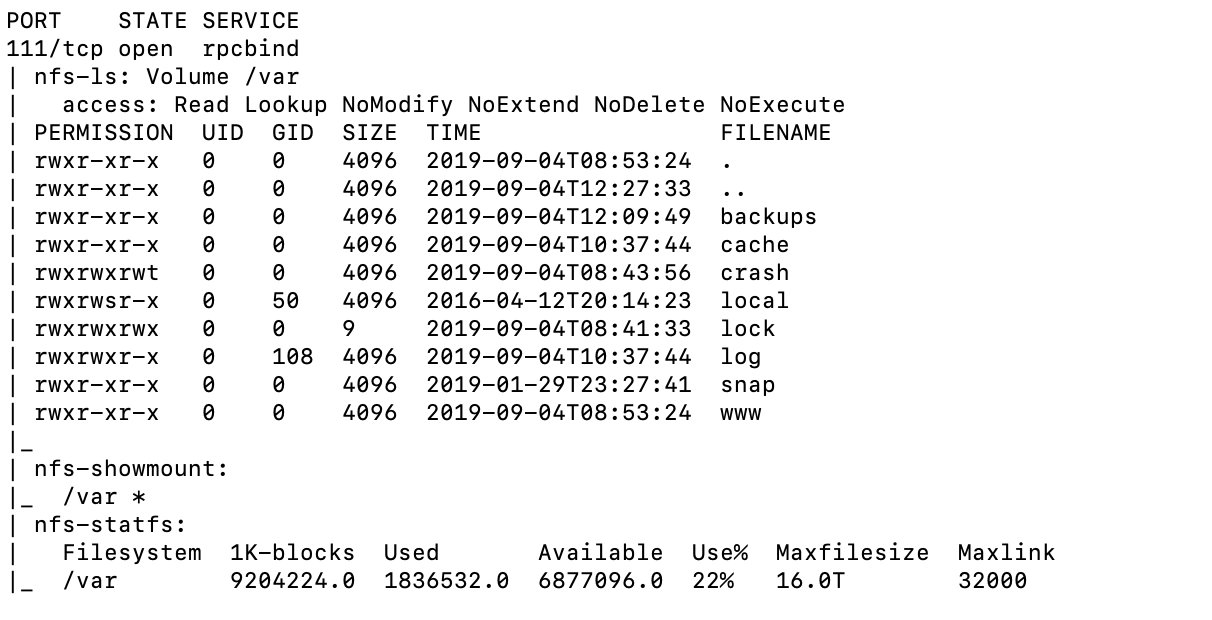 PORT    STATE SERVICE
111/tcp open  rpcbind
| nfs-ls: Volume /var
|   access: Read Lookup NoModify NoExtend NoDelete NoExecute
| PERMISSION  UID  GID  SIZE  TIME                 FILENAME
| rwxr-xr-x   0    0    4096  2019-09-04T08:53:24  .
| rwxr-xr-x   0    0    4096  2019-09-04T12:27:33  ..
| rwxr-xr-x   0    0    4096  2019-09-04T12:09:49  backups
| rwxr-xr-x   0    0    4096  2019-09-04T10:37:44  cache
| rwxrwxrwt   0    0    4096  2019-09-04T08:43:56  crash
| rwxrwsr-x   0    50   4096  2016-04-12T20:14:23  local
| rwxrwxrwx   0    0    9     2019-09-04T08:41:33  lock
| rwxrwxr-x   0    108  4096  2019-09-04T10:37:44  log
| rwxr-xr-x   0    0    4096  2019-01-29T23:27:41  snap
| rwxr-xr-x   0    0    4096  2019-09-04T08:53:24  www
|_
| nfs-showmount:
|_  /var *
| nfs-statfs:
|   Filesystem  1K-blocks  Used       Available  Use%  Maxfilesize  Maxlink
|_  /var        9204224.0  1836532.0  6877096.0  22%   16.0T        32000